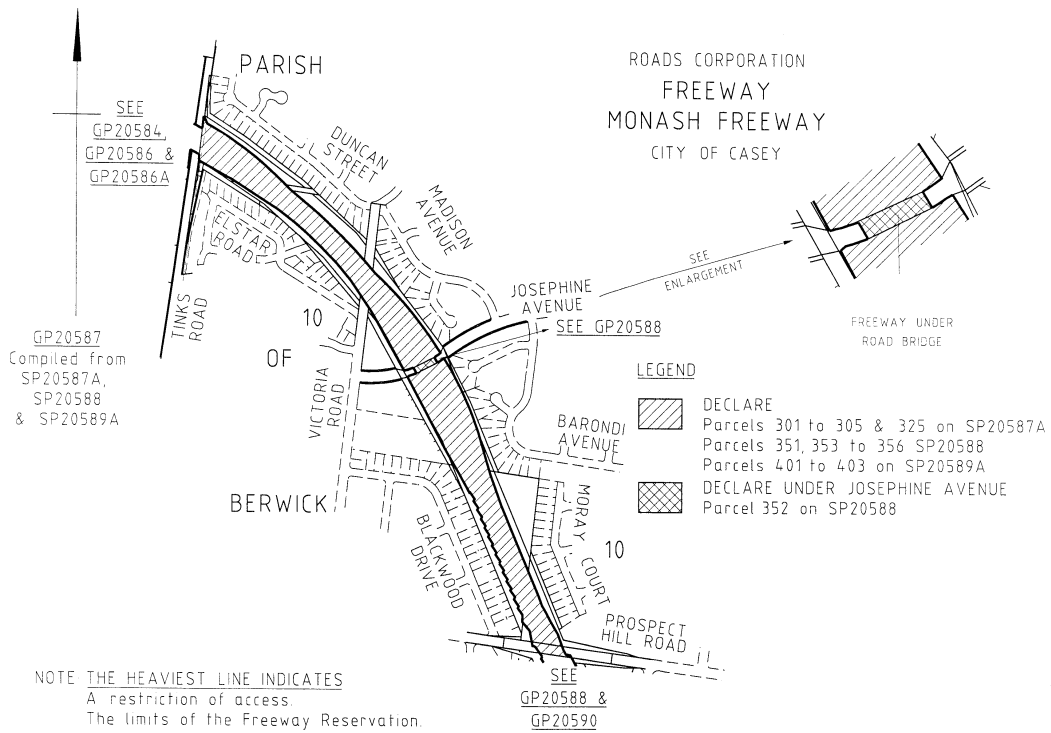 PARISH
ROADS CORPORATION
FREEWAY
MONASH FREEWAY
CITY OF CASEY
SEE
GP20584,
GP20586 &
GP20586A
DUNCAN
STREET
MADISON
AVENUE
ELSTAR
ROAD
TINKS
ROAD
SEE
ENLARGEMENT
JOSEPHINE
AVENUE
SEE GP20588
FREEWAY UNDER
ROAD BRIDGE
10
OF
GP20587
Compiled from
SP20587A,
SP20588
& SP20589A
VICTORIA
ROAD
BARONDI
AVENUE
LEGEND
DECLARE
Parcels 301 to 305 & 325 on SP20587A
Parcels 351, 353 to 356 SP20588
Parcels 401 to 403 on SP20589A
DECLARE UNDER JOSEPHINE AVENUE
Parcel 352 on SP20588
BERWICK
BLACKWOOD
DRIVE
MORAY COURT
10
PROSPECT
HILL ROAD
SEE
GP20588 &
GP20590
NOTE THE HEAVIEST LINE INDICATES
A restriction of access.
The limits of the Freeway Reservation.